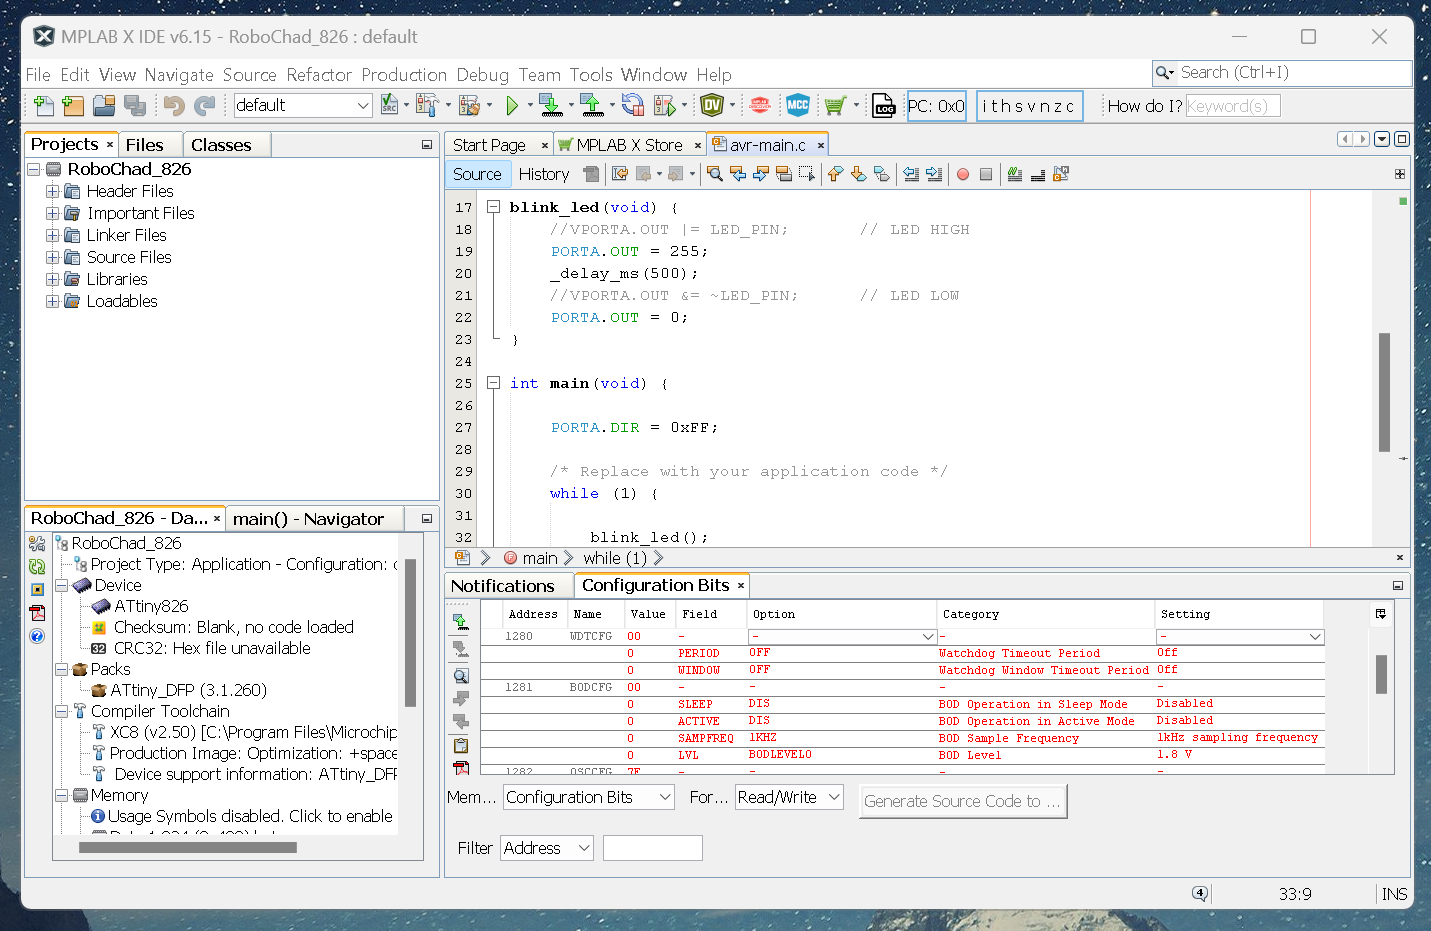 MPLAB X IDE v6.15 - RoboChad_826 : default
File Edit View Navigate Source Refactor Production Debug Team Tools Window Help
Search (Ctrl+I)
default
SRC
DV
MPLAB
MCC
LOG
PC: 0x0
i t h s v n z c
How do I?
Keyword(s)
Projects × Files Classes
RoboChad_826
Header Files
Important Files
Linker Files
Source Files
Libraries
Loadables
Start Page × MPLAB X Store × avr-main.c ×
Source History
17 blink_led(void) {
18 //VPORTA.OUT |= LED_PIN; // LED HIGH
19 PORTA.OUT = 255;
20 _delay_ms(500);
21 //VPORTA.OUT &= ~LED_PIN; // LED LOW
22 PORTA.OUT = 0;
23 }
24
25 int main(void) {
26
27 PORTA.DIR = 0xFF;
28
29 /* Replace with your application code */
30 while (1) {
31
32 blink_led();
main while (1) ×
RoboChad_826 - Da... × main() - Navigator
RoboChad_826
Project Type: Application - Configuration:
Device
ATtiny826
Checksum: Blank, no code loaded
CRC32: Hex file unavailable
Packs
ATtiny_DFP (3.1.260)
Compiler Toolchain
XC8 (v2.50) [C:\Program Files\Microchip
Production Image: Optimization: +space
Device support information: ATtiny_DFP
Memory
Usage Symbols disabled. Click to enable
Notifications Configuration Bits ×
Address Name Value Field Option Category Setting
1280 WDTCFG 00 - - - -
0 PERIOD OFF Watchdog Timeout Period Off
0 WINDOW OFF Watchdog Window Timeout Period Off
1281 BODCFG 00 - - - -
0 SLEEP DIS BOD Operation in Sleep Mode Disabled
0 ACTIVE DIS BOD Operation in Active Mode Disabled
0 SAMPFREQ 1KHZ BOD Sample Frequency 1kHz sampling frequency
0 LVL BODLEVEL0 BOD Level 1.8 V
1282 OSCCFG 7E - - - -
Mem... Configuration Bits For... Read/Write Generate Source Code to ...
Filter Address
4
33:9 INS